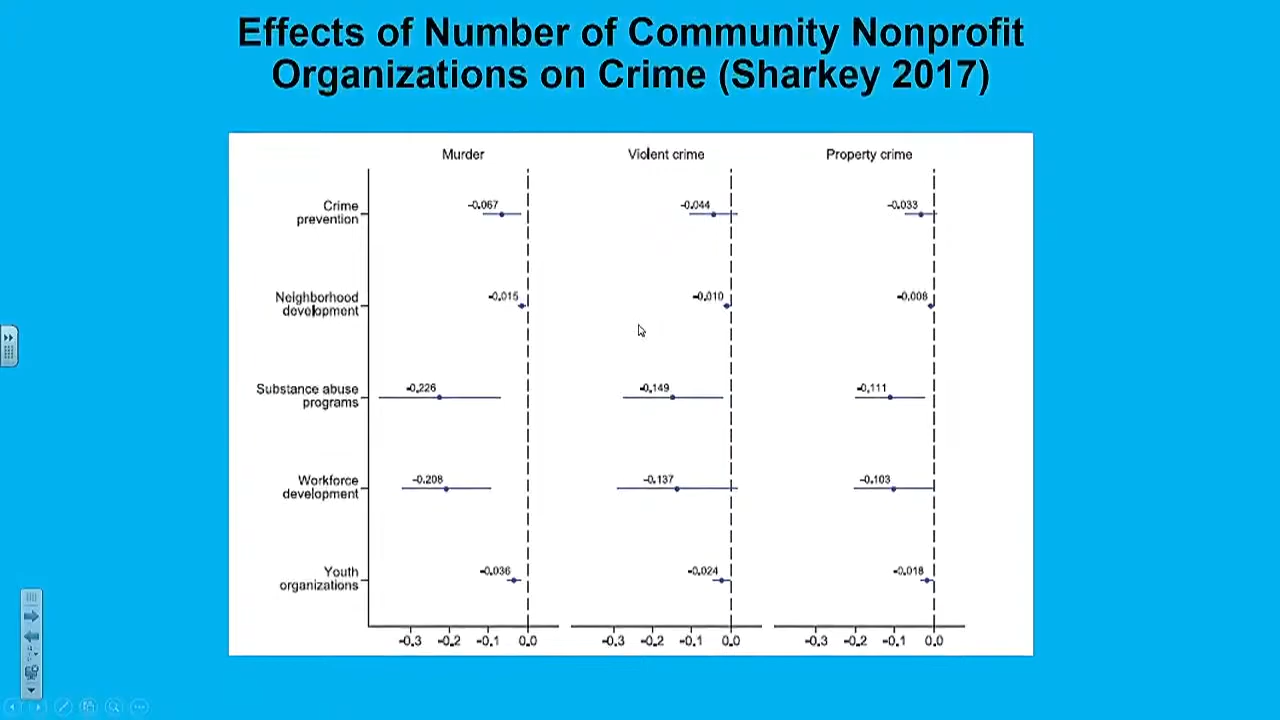 Effects of Number of Community Nonprofit
Organizations on Crime (Sharkey 2017)
Murder
Violent crime
Property crime
Crime
prevention
-0.067
-0.044
-0.033
Neighborhood
development
-0.015
-0.010
-0.008
Substance abuse
programs
-0.226
-0.149
-0.111
Workforce
development
-0.208
-0.137
-0.103
Youth
organizations
-0.036
-0.024
-0.018
-0.3 -0.2 -0.1 0.0
-0.3 -0.2 -0.1 0.0
-0.3 -0.2 -0.1 0.0